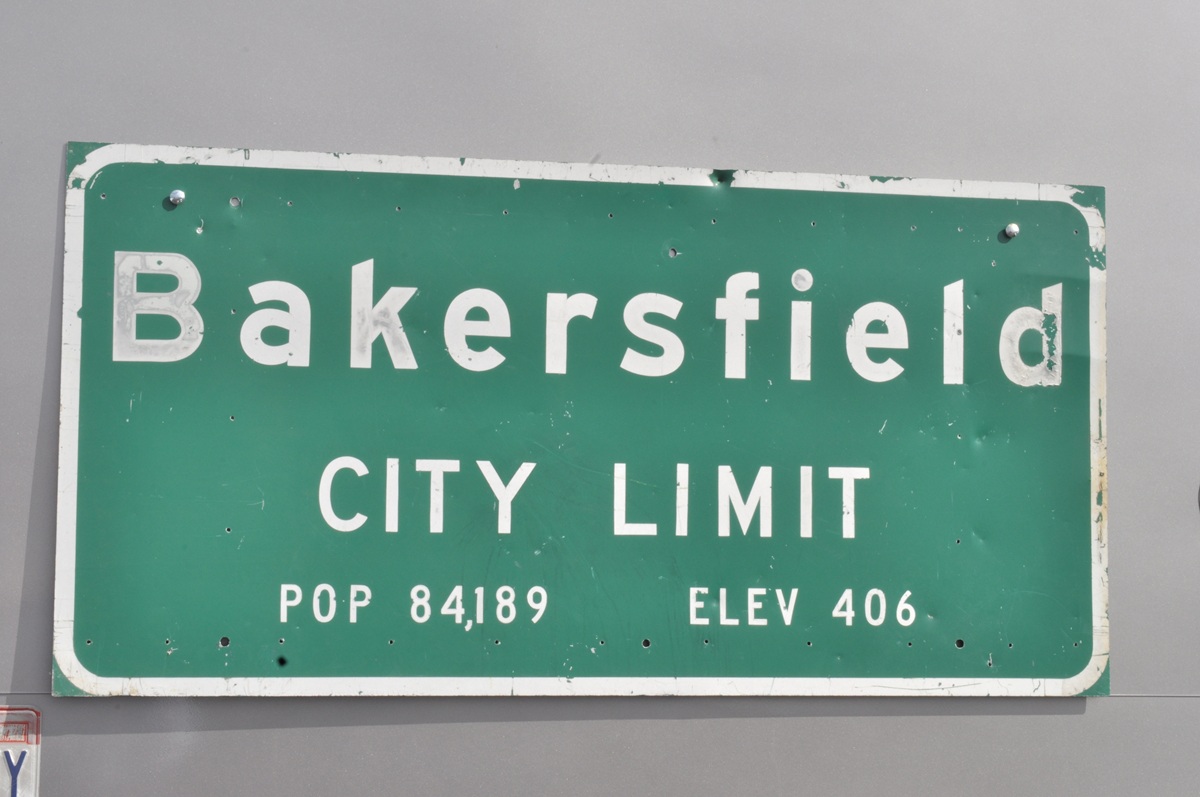 Bakersfield
CITY LIMIT
POP 84,189 ELEV 406
Y